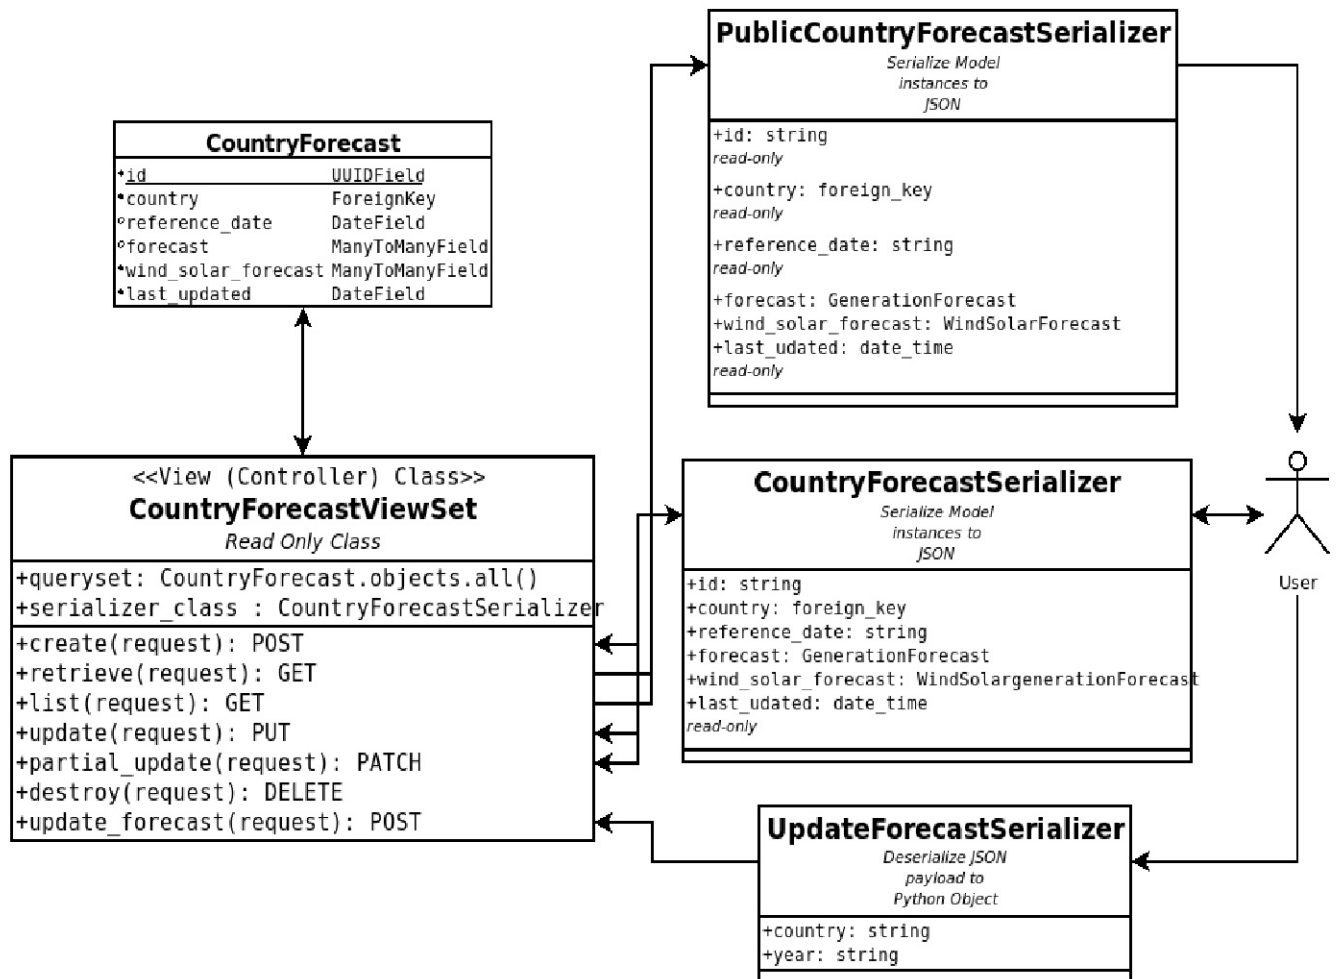 PublicCountryForecastSerializer
Serialize Model
instances to
JSON
+id: string
read-only
+country: foreign_key
read-only
+reference_date: string
read-only
+forecast: GenerationForecast
+wind_solar_forecast: WindSolarForecast
+last_udated: date_time
read-only
CountryForecast
id UUIDField
country ForeignKey
reference_date DateField
forecast ManyToManyField
wind_solar_forecast ManyToManyField
last_updated DateField
<<View (Controller) Class>>
CountryForecastViewSet
Read Only Class
+queryset: CountryForecast.objects.all()
+serializer_class : CountryForecastSerializer
+create(request): POST
+retrieve(request): GET
+list(request): GET
+update(request): PUT
+partial_update(request): PATCH
+destroy(request): DELETE
+update_forecast(request): POST
CountryForecastSerializer
Serialize Model
instances to
JSON
+id: string
+country: foreign_key
+reference_date: string
+forecast: GenerationForecast
+wind_solar_forecast: WindSolargenerationForecast
+last_udated: date_time
read-only
User
UpdateForecastSerializer
Deserialize JSON
payload to
Python Object
+country: string
+year: string